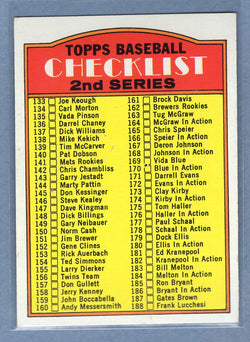 TOPPS BASEBALL
CHECKLIST
2nd SERIES
133 Joe Keough
134 Carl Morton
135 Vada Pinson
136 Darrel Chaney
137 Dick Williams
138 Mike Kekich
139 Tim McCarver
140 Pat Dobson
141 Mets Rookies
142 Chris Chambliss
143 Garry Jestadt
144 Marty Pattin
145 Don Kessinger
146 Steve Kealey
147 Dave Kingman
148 Dick Billings
149 Gary Neibauer
150 Norm Cash
151 Jim Brewer
152 Gene Clines
153 Rick Auerbach
154 Ted Simmons
155 Larry Dierker
156 Twins Team
157 Don Gullett
158 Jerry Kenney
159 John Boccabella
160 Andy Messersmith
161 Brock Davis
162 Brewers Rookies
163 Tug McGraw
164 McGraw In Action
165 Chris Speier
166 Speier In Action
167 Deron Johnson
168 Johnson In Action
169 Vida Blue
170 Blue In Action
171 Darrell Evans
172 Evans In Action
173 Clay Kirby
174 Kirby In Action
175 Tom Haller
176 Haller In Action
177 Paul Schaal
178 Schaal In Action
179 Dock Ellis
180 Ellis In Action
181 Ed Kranepool
182 Kranepool In Action
183 Bill Melton
184 Melton In Action
185 Ron Bryant
186 Bryant In Action
187 Gates Brown
188 Frank Lucchesi